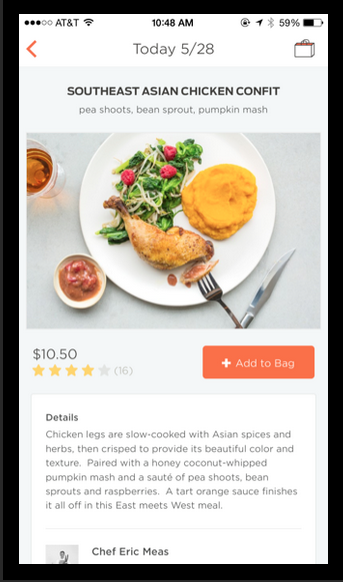 AT&T 10:48 AM 59%
Today 5/28
SOUTHEAST ASIAN CHICKEN CONFIT
pea shoots, bean sprout, pumpkin mash
$10.50
+ Add to Bag
(16)
Details
Chicken legs are slow-cooked with Asian spices and
herbs, then crisped to provide its beautiful color and
texture.  Paired with a honey coconut-whipped
pumpkin mash and a sauté of pea shoots, bean
sprouts and raspberries.  A tart orange sauce finishes
it all off in this East meets West meal.
Chef Eric Meas